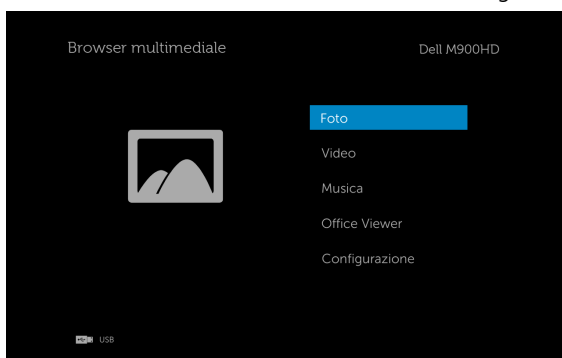 Browser multimediale
Dell M900HD
Foto
Video
Musica
Office Viewer
Configurazione
USB